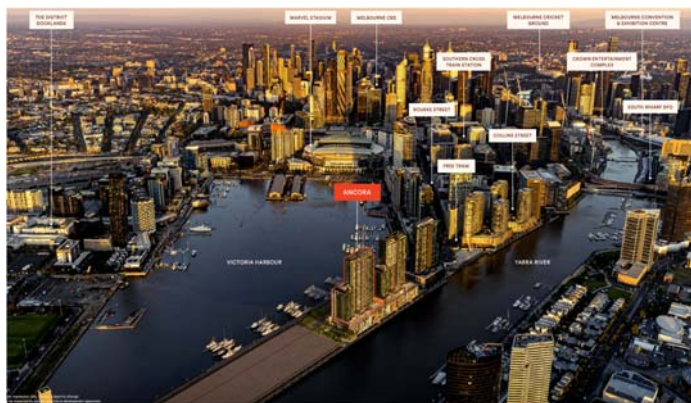 THE DISTRICT
DOCKLANDS
MARVEL STADIUM
MELBOURNE CBD
MELBOURNE CRICKET
GROUND
MELBOURNE CONVENTION
& EXHIBITION CENTRE
SOUTHERN CROSS
TRAIN STATION
CROWN ENTERTAINMENT
COMPLEX
BOURKE STREET
SOUTH WHARF DFO
COLLINS STREET
FREE TRAM
ANCORA
VICTORIA HARBOUR
YARRA RIVER